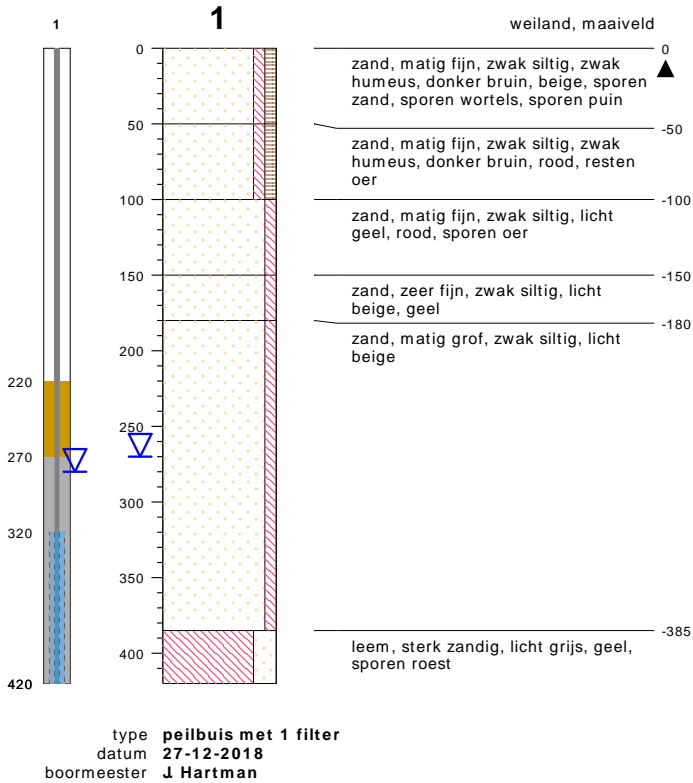 1
1
weiland, maaiveld
0
0
zand, matig fijn, zwak siltig, zwak
humeus, donker bruin, beige, sporen
zand, sporen wortels, sporen puin
50
-50
zand, matig fijn, zwak siltig, zwak
humeus, donker bruin, rood, resten
oer
100
-100
zand, matig fijn, zwak siltig, licht
geel, rood, sporen oer
150
-150
zand, zeer fijn, zwak siltig, licht
beige, geel
-180
zand, matig grof, zwak siltig, licht
beige
200
220
250
270
300
320
350
-385
400
leem, sterk zandig, licht grijs, geel,
sporen roest
420
type peilbuis met 1 filter
datum 27-12-2018
boormeester J. Hartman